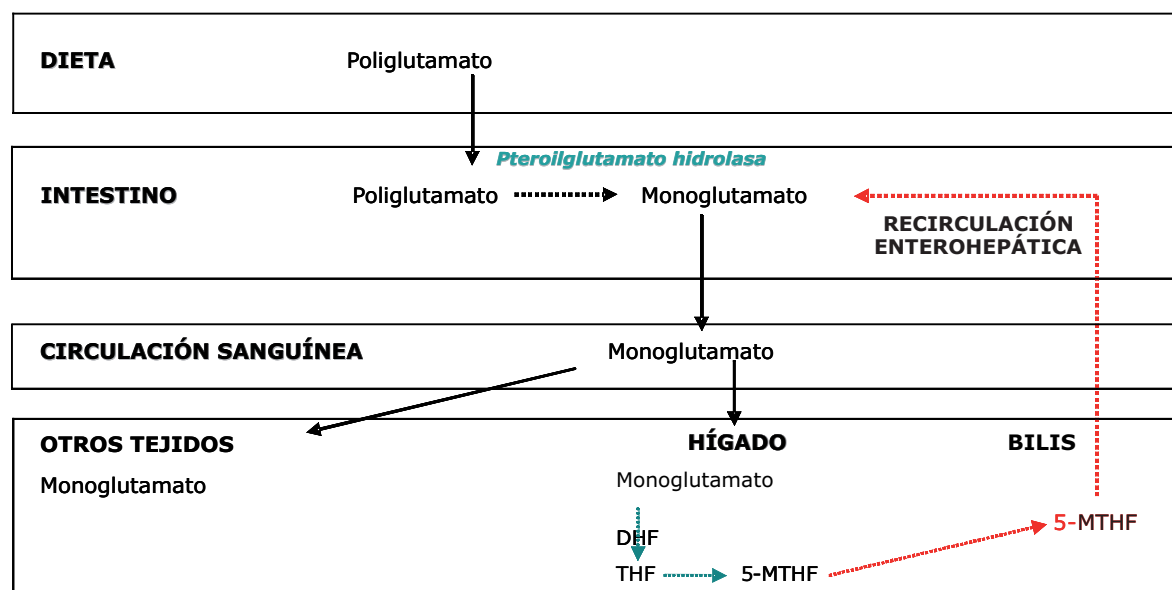 DIETA
Poliglutamato
Pteroilglutamato hidrolasa
INTESTINO
Poliglutamato
Monoglutamato
RECIRCULACIÓN
ENTEROHEPÁTICA
CIRCULACIÓN SANGUÍNEA
Monoglutamato
OTROS TEJIDOS
HÍGADO
BILIS
Monoglutamato
Monoglutamato
5-MTHF
DHF
THF
5-MTHF